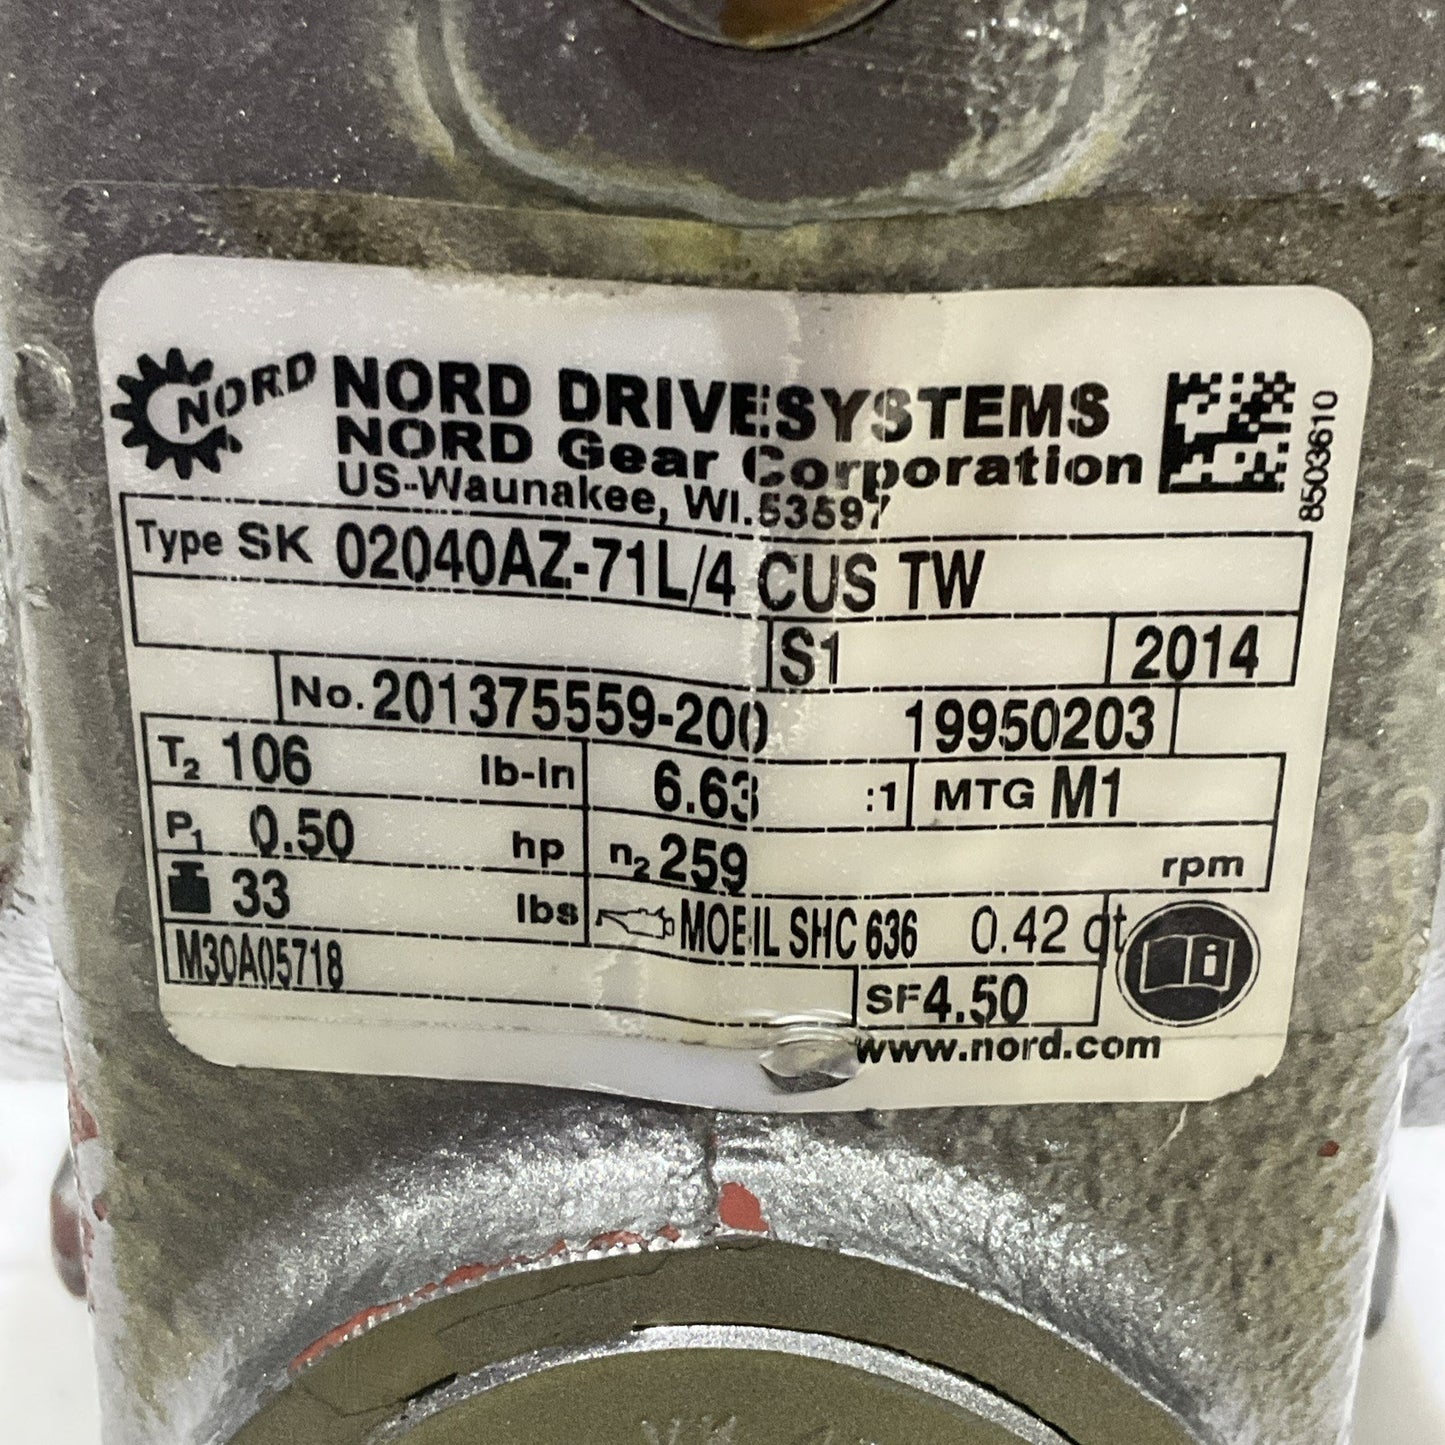 NORD NORD DRIVESYSTEMS
NORD Gear Corporation
US-Waunakee, WI.53597
8503610
Type SK 02040AZ-71L/4 CUS TW
S1 2014
No. 201375559-200 19950203
T2 106 lb-in 6.63 :1 MTG M1
P1 0.50 hp n2 259 rpm
33 lbs MOEIL SHC 636 0.42 qt
M30A05718 SF 4.50
www.nord.com